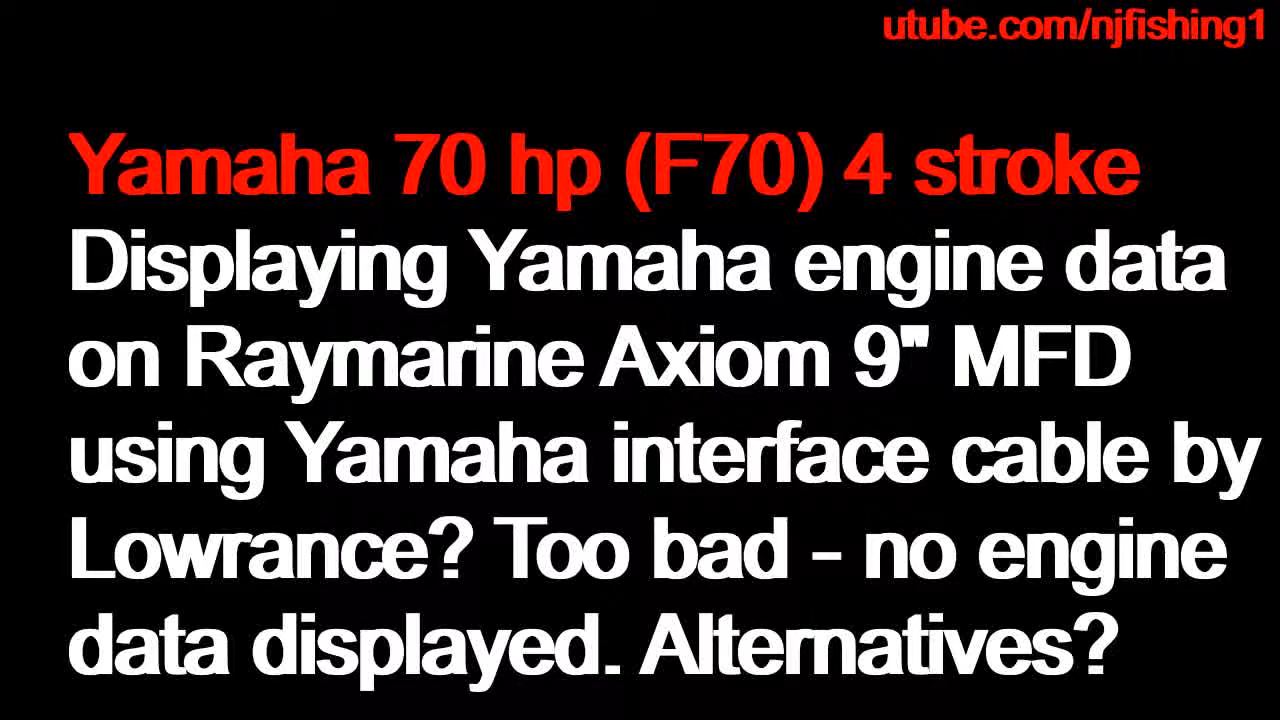 utube.com/njfishing1
Yamaha 70 hp (F70) 4 stroke
Displaying Yamaha engine data
on Raymarine Axiom 9" MFD
using Yamaha interface cable by
Lowrance? Too bad - no engine
data displayed. Alternatives?